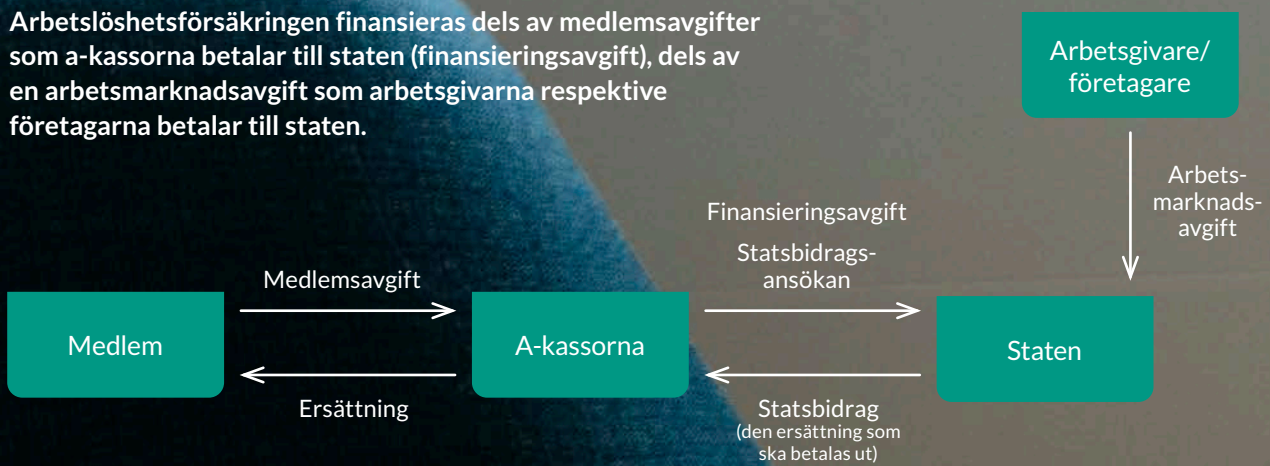 Arbetslöshetsförsäkringen finansieras dels av medlemsavgifter
som a-kassorna betalar till staten (finansieringsavgift), dels av
en arbetsmarknadsavgift som arbetsgivarna respektive
företagarna betalar till staten.
Arbetsgivare/
företagare
Arbets-
marknads-
avgift
Finansieringsavgift
Statsbidrags-
ansökan
Medlemsavgift
Medlem
A-kassorna
Staten
Ersättning
Statsbidrag
(den ersättning som
ska betalas ut)